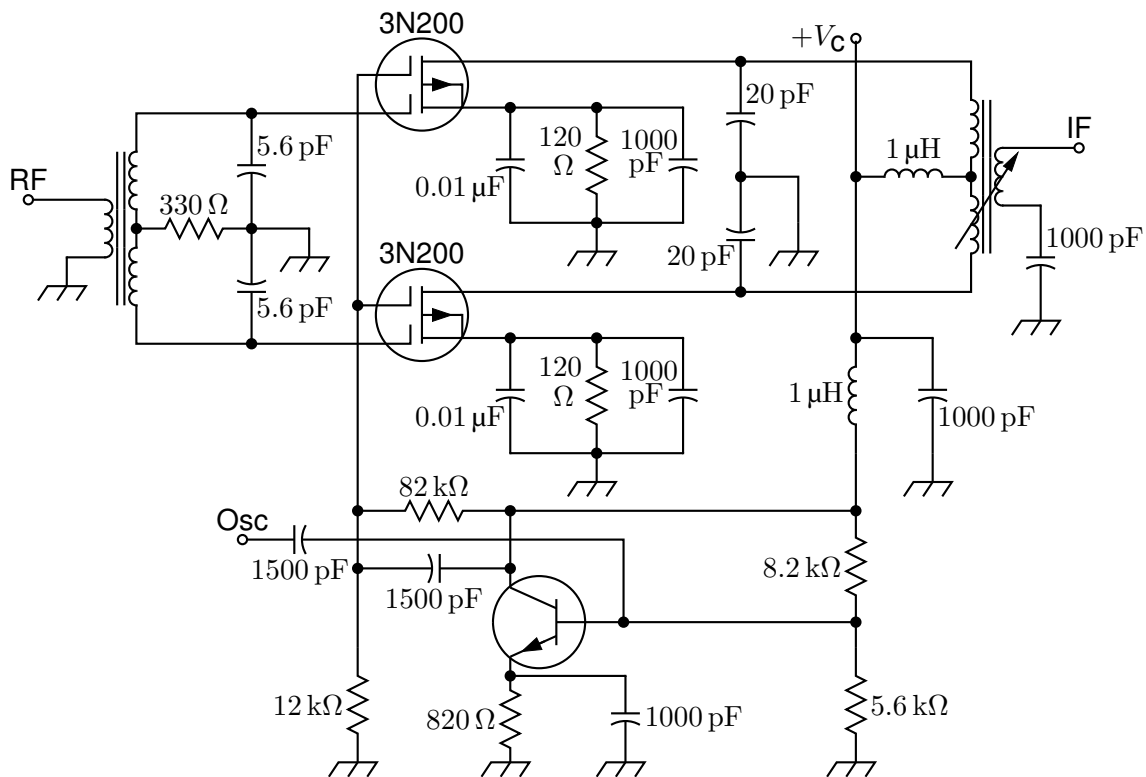 3N200
+V_C
5.6 pF
120
Ω
1000
pF
20 pF
IF
0.01 µF
1 µH
RF
330 Ω
3N200
20 pF
1000 pF
5.6 pF
120
Ω
1000
pF
0.01 µF
1 µH
1000 pF
82 kΩ
Osc
1500 pF
1500 pF
8.2 kΩ
12 kΩ
820 Ω
1000 pF
5.6 kΩ